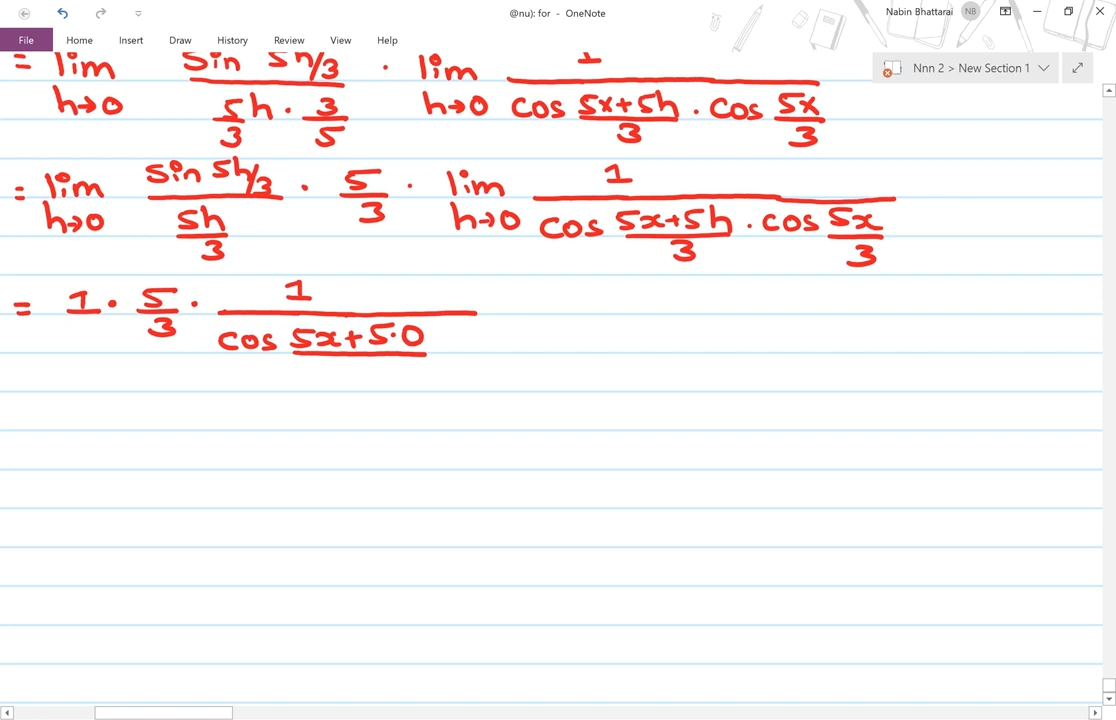 @nu): for - OneNote
Nabin Bhattarai NB
File Home Insert Draw History Review View Help
Nnn 2 > New Section 1
= lim h→0 sin 5h/3 / (5/3 h · 3/5) · lim h→0 1 / (cos (5x+5h)/3 · cos 5x/3)
= lim h→0 sin 5h/3 / (5h/3) · 5/3 · lim h→0 1 / (cos (5x+5h)/3 · cos 5x/3)
= 1 · 5/3 · 1 / (cos 5x+5·0)